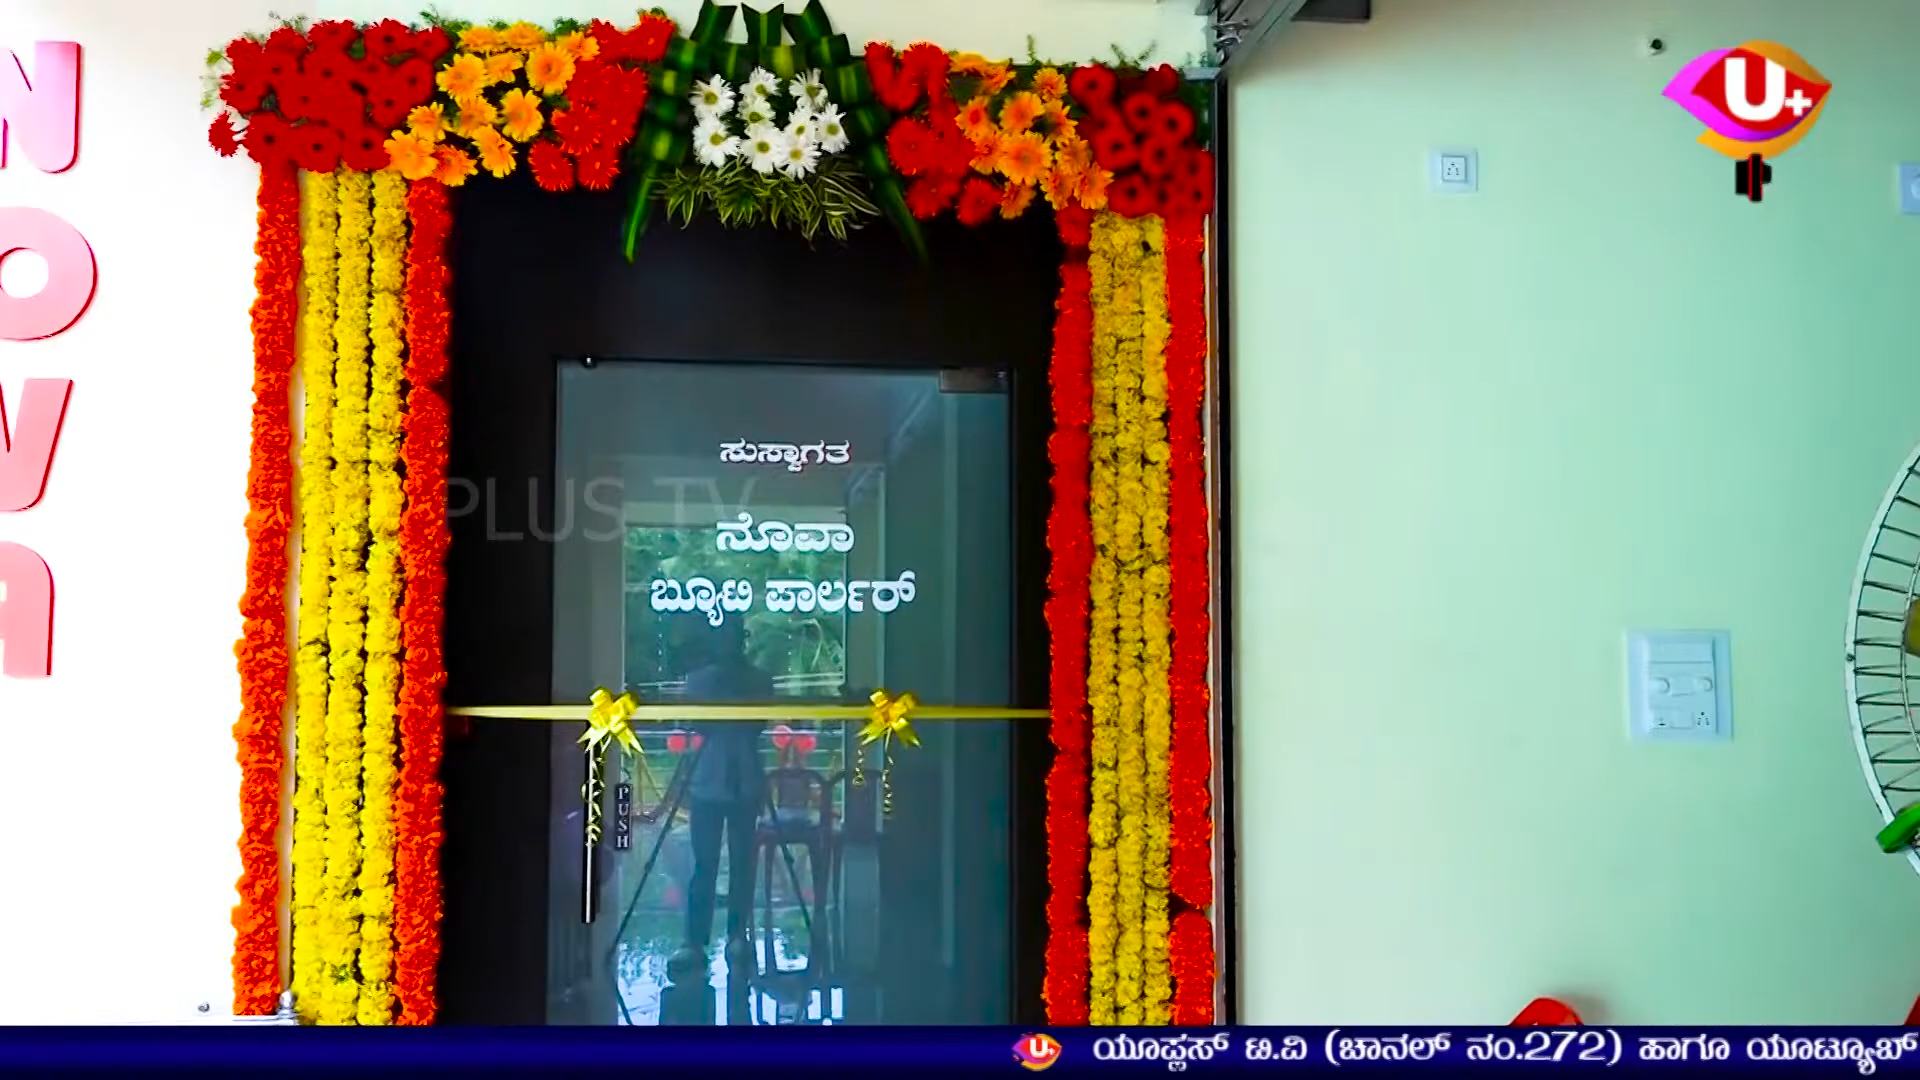 NOVA
U+
ಸುಸ್ವಾಗತ
PLUS TV
ನೊವಾ
ಬ್ಯೂಟಿ ಪಾರ್ಲರ್
PUSH
U+ ಯೂಪ್ಲಸ್ ಟಿ.ವಿ (ಚಾನಲ್ ನಂ.272) ಹಾಗೂ ಯೂಟ್ಯೂಬ್